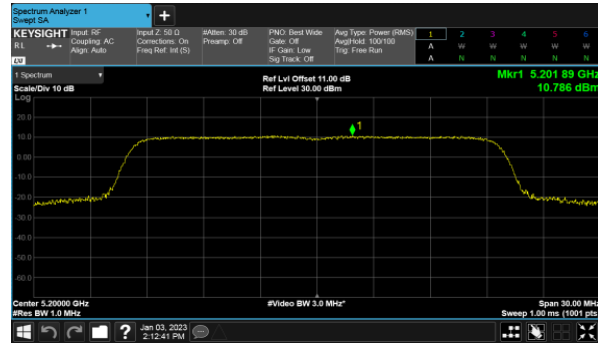 Spectrum Analyzer 1
Swept SA
KEYSIGHT Input: RF Input Z: 50 Ω #Atten: 30 dB PNO: Best Wide Avg Type: Power (RMS) 1 2 3 4 5 6
R L Coupling: AC Corrections: On Preamp: Off Gate: Off Avg|Hold: 100/100 A W W W W W
Align: Auto Freq Ref: Int (S) IF Gain: Low Trig: Free Run
Sig Track: Off A N N N N N
1 Spectrum
Ref Lvl Offset 11.00 dB Mkr1 5.201 89 GHz
Scale/Div 10 dB Ref Level 30.00 dBm 10.786 dBm
Log
20.0
1
0.00
-10.0
-20.0
-30.0
-40.0
-50.0
-60.0
Center 5.20000 GHz #Video BW 3.0 MHz* Span 30.00 MHz
#Res BW 1.0 MHz Sweep 1.00 ms (1001 pts
Jan 03, 2023
2:12:41 PM